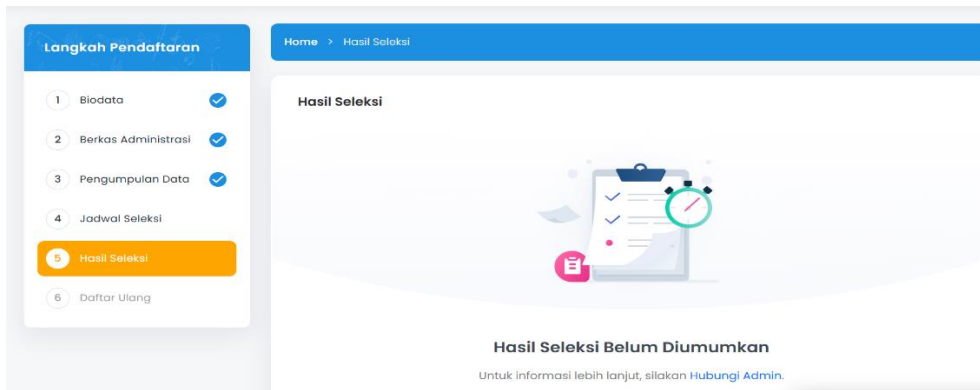 Langkah Pendaftaran
1 Biodata
2 Berkas Administrasi
3 Pengumpulan Data
4 Jadwal Seleksi
5 Hasil Seleksi
6 Daftar Ulang
Home > Hasil Seleksi
Hasil Seleksi
Hasil Seleksi Belum Diumumkan
Untuk informasi lebih lanjut, silakan Hubungi Admin.